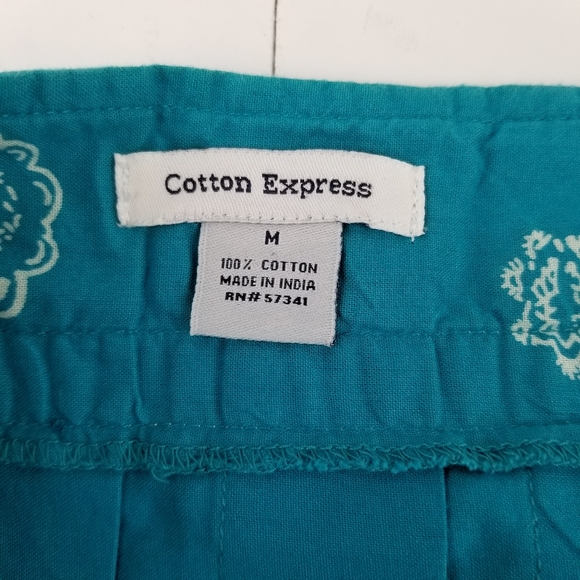 Cotton Express
M
100% COTTON
MADE IN INDIA
RN# 57341